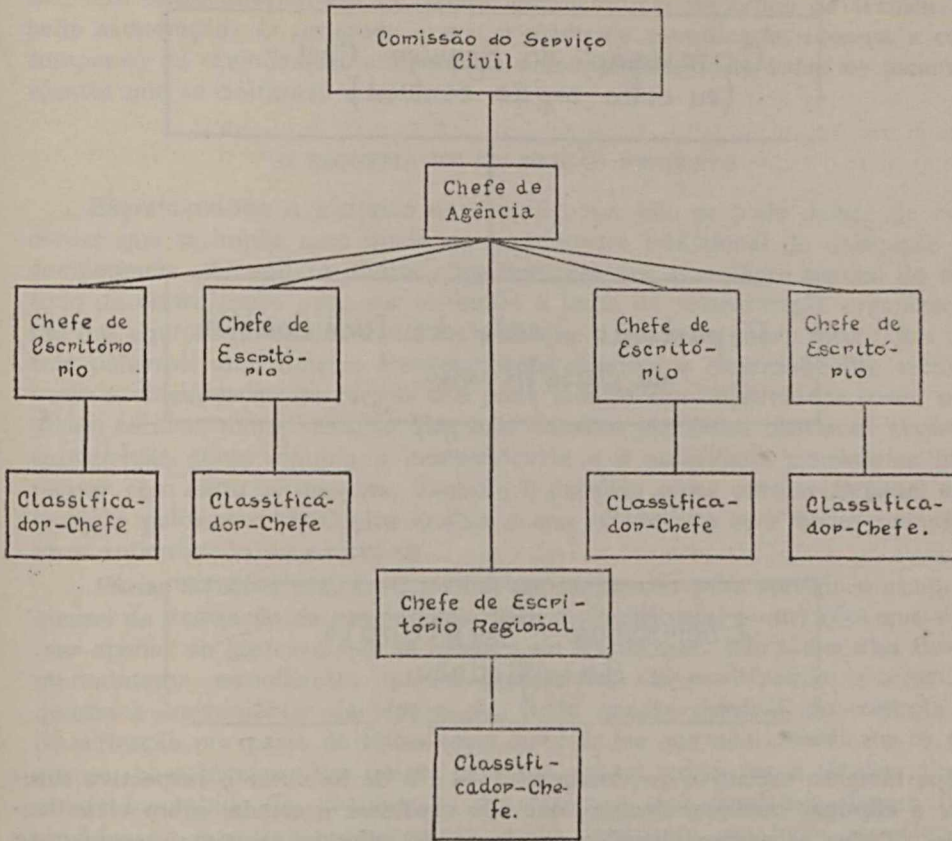 Comissão do Serviço
Civil
Chefe de
Agência
Chefe de
Escritómo
rio
Chefe de
Escritó-
rio
Chefe de
Escritó-
rio
Chefe de
Escritó-
rio
Classifica-
dor-Chefe
Classifica-
dor-Chefe
Classifica-
dor-Chefe
Classifica-
dor-Chefe.
Chefe de Escri-
tório Regional
Classifi-
cador-Che-
fe.